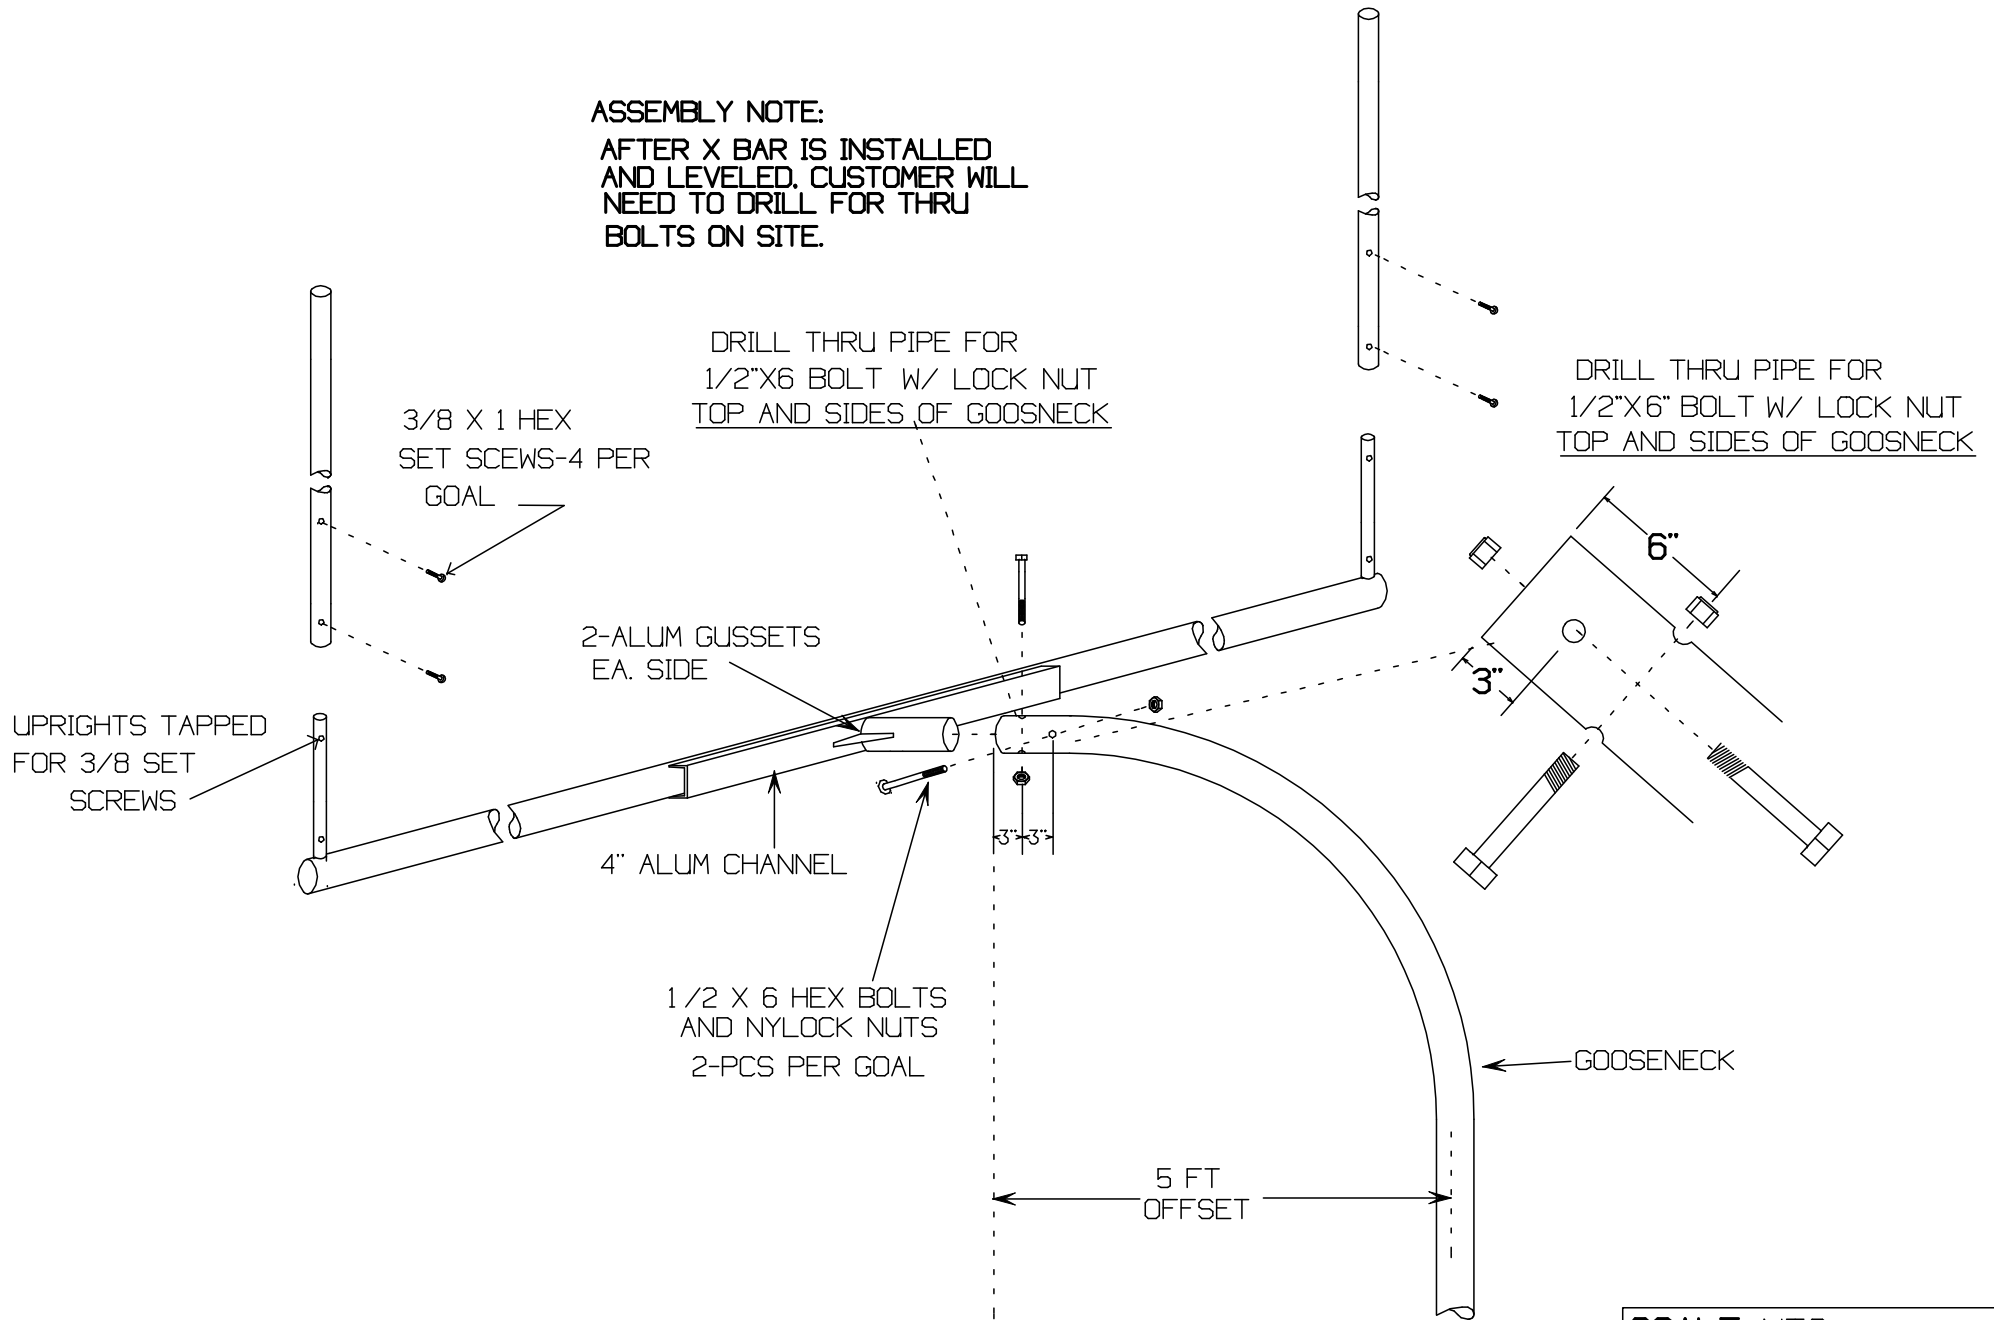 ASSEMBLY NOTE:
AFTER X BAR IS INSTALLED
AND LEVELED, CUSTOMER WILL
NEED TO DRILL FOR THRU
BOLTS ON SITE.
DRILL THRU PIPE FOR
1/2"X6 BOLT W/ LOCK NUT
TOP AND SIDES OF GOOSNECK
DRILL THRU PIPE FOR
1/2"X6" BOLT W/ LOCK NUT
TOP AND SIDES OF GOOSNECK
3/8 X 1 HEX
SET SCEWS-4 PER
GOAL
6"
3"
2-ALUM GUSSETS
EA. SIDE
UPRIGHTS TAPPED
FOR 3/8 SET
SCREWS
3"
3"
4" ALUM CHANNEL
1/2 X 6 HEX BOLTS
AND NYLOCK NUTS
2-PCS PER GOAL
GOOSENECK
5 FT
OFFSET